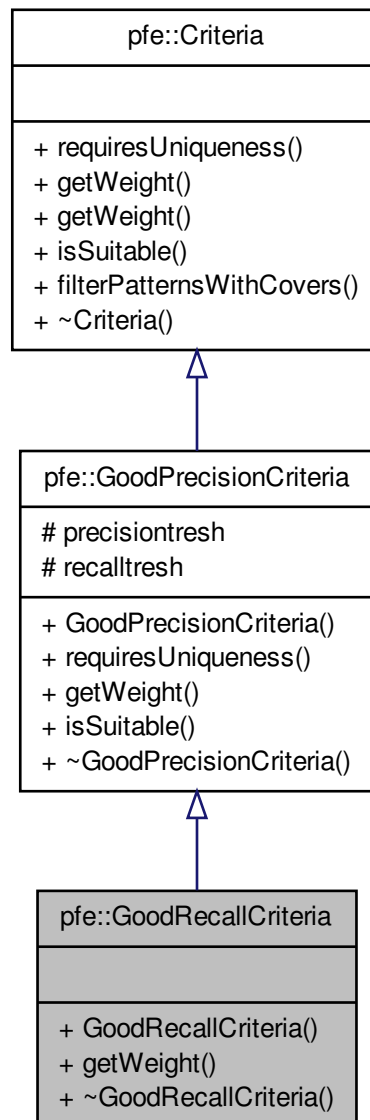 pfe::Criteria
+ requiresUniqueness()
+ getWeight()
+ getWeight()
+ isSuitable()
+ filterPatternsWithCovers()
+ ~Criteria()
pfe::GoodPrecisionCriteria
# precisiontresh
# recalltresh
+ GoodPrecisionCriteria()
+ requiresUniqueness()
+ getWeight()
+ isSuitable()
+ ~GoodPrecisionCriteria()
pfe::GoodRecallCriteria
+ GoodRecallCriteria()
+ getWeight()
+ ~GoodRecallCriteria()